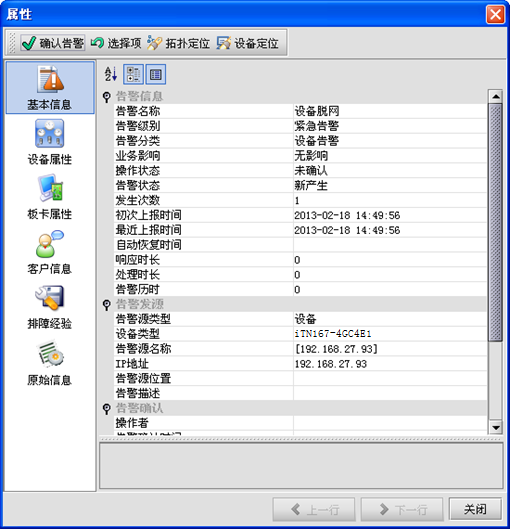 属性
确认告警 选择项 拓扑定位 设备定位
基本信息
设备属性
板卡属性
客户信息
排障经验
原始信息
告警信息
告警名称 设备脱网
告警级别 紧急告警
告警分类 设备告警
业务影响 无影响
操作状态 未确认
告警状态 新产生
发生次数 1
初次上报时间 2013-02-18 14:49:56
最近上报时间 2013-02-18 14:49:56
自动恢复时间
响应时长 0
处理时长 0
告警历时 0
告警发源
告警源类型 设备
设备类型 iTN167-4GC4E1
告警源名称 [192.168.27.93]
IP地址 192.168.27.93
告警源位置
告警描述
告警确认
操作者
上一行 下一行 关闭